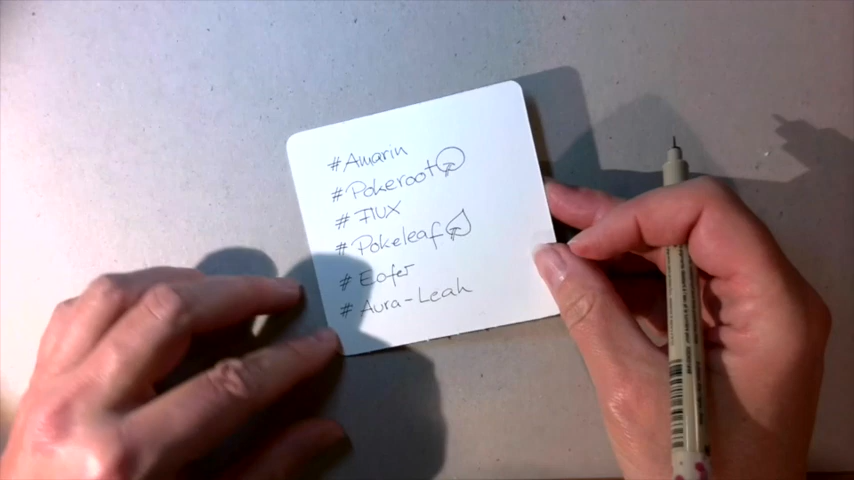 #Amarin
#Pokeroot
#FLUX
#Pokeleaf
#Eofer
#Aura-Leah